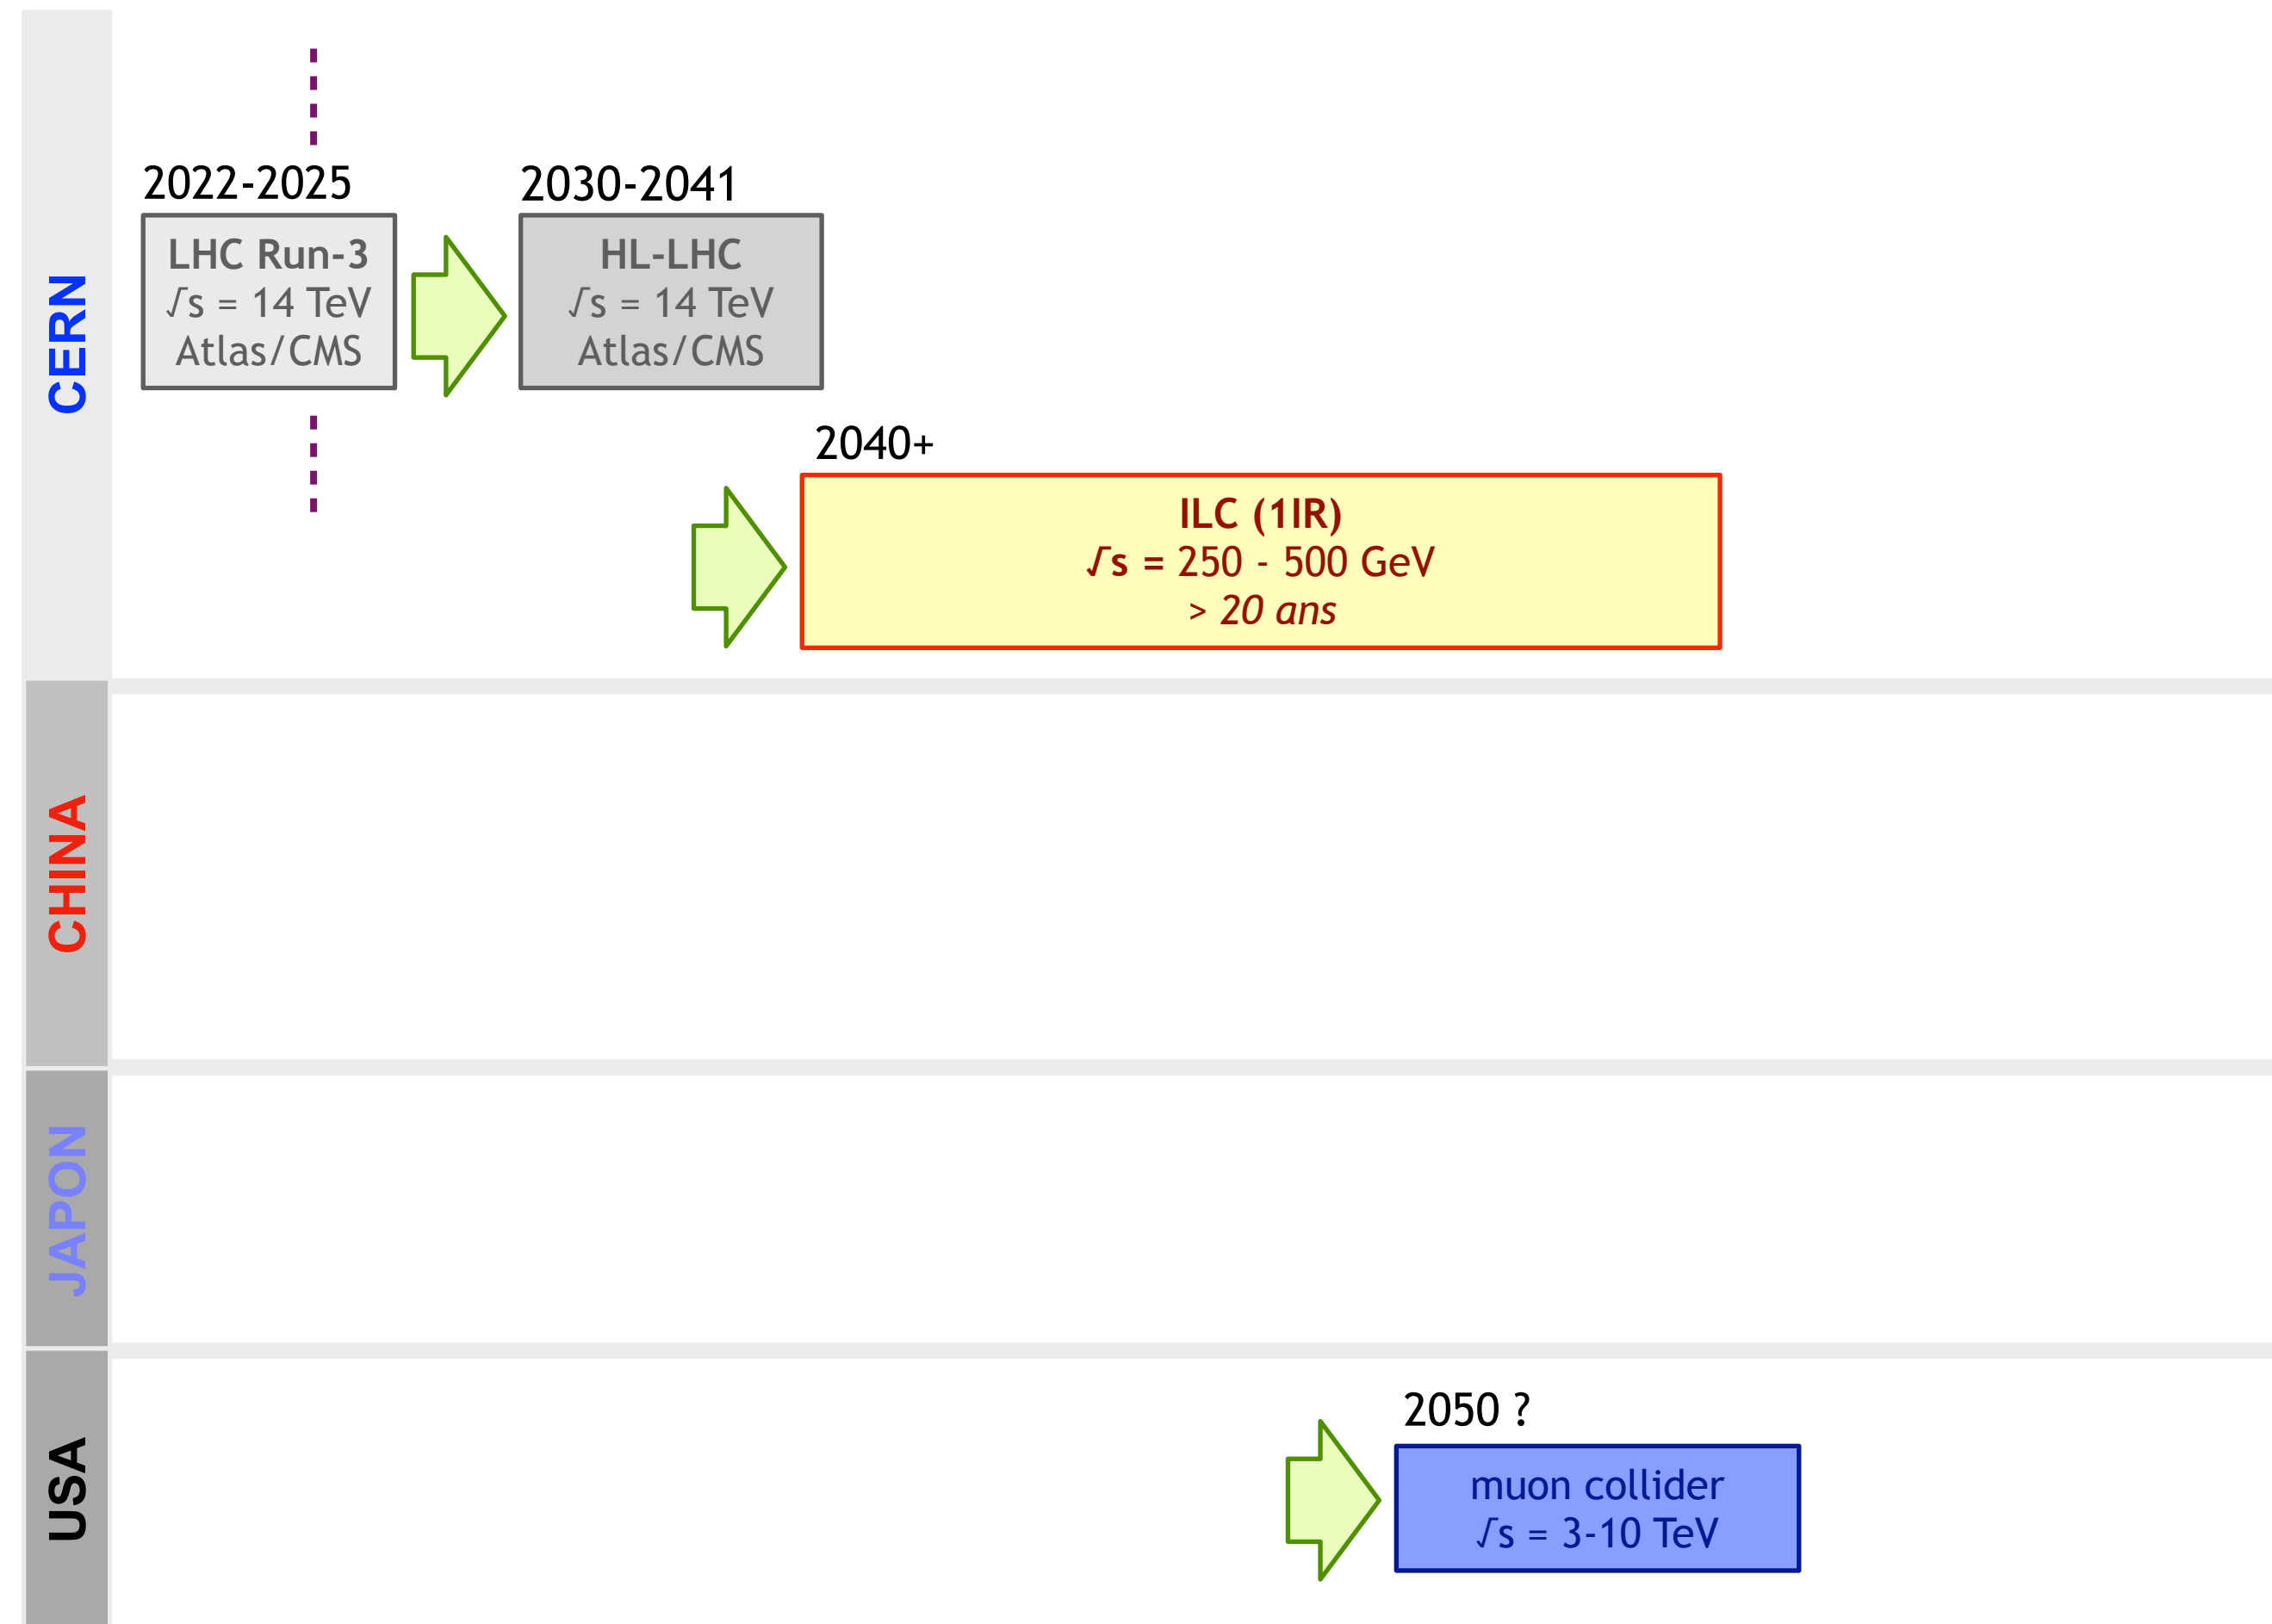 CERN
2022-2025
LHC Run-3
√s = 14 TeV
Atlas/CMS
2030-2041
HL-LHC
√s = 14 TeV
Atlas/CMS
2040+
ILC (1IR)
√s = 250 - 500 GeV
> 20 ans
CHINA
JAPON
USA
2050 ?
muon collider
√s = 3-10 TeV